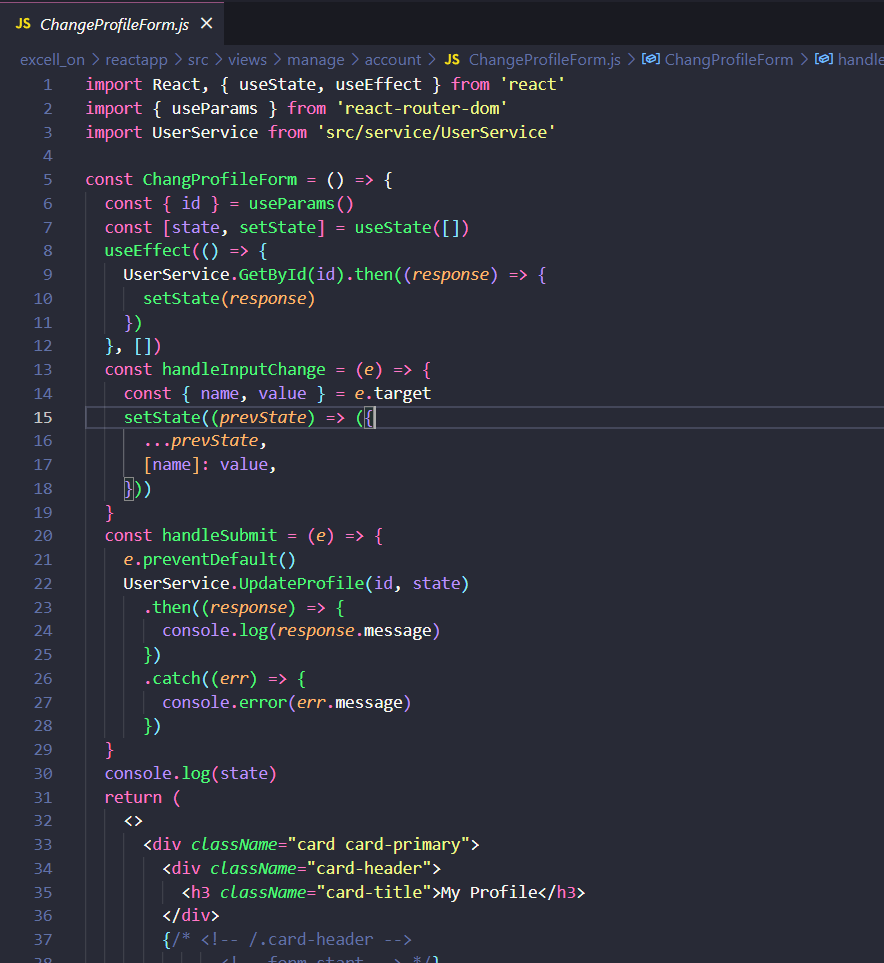 JS ChangeProfileForm.js ×
excell_on > reactapp > src > views > manage > account > JS ChangeProfileForm.js > ChangProfileForm > handle
1 import React, { useState, useEffect } from 'react'
2 import { useParams } from 'react-router-dom'
3 import UserService from 'src/service/UserService'
4
5 const ChangProfileForm = () => {
6 const { id } = useParams()
7 const [state, setState] = useState([])
8 useEffect(() => {
9 UserService.GetById(id).then((response) => {
10 setState(response)
11 })
12 }, [])
13 const handleInputChange = (e) => {
14 const { name, value } = e.target
15 setState((prevState) => ({
16 ...prevState,
17 [name]: value,
18 }))
19 }
20 const handleSubmit = (e) => {
21 e.preventDefault()
22 UserService.UpdateProfile(id, state)
23 .then((response) => {
24 console.log(response.message)
25 })
26 .catch((err) => {
27 console.error(err.message)
28 })
29 }
30 console.log(state)
31 return (
32 <>
33 <div className="card card-primary">
34 <div className="card-header">
35 <h3 className="card-title">My Profile</h3>
36 </div>
37 {/* <!-- /.card-header -->
38 <!-- form start --> */}